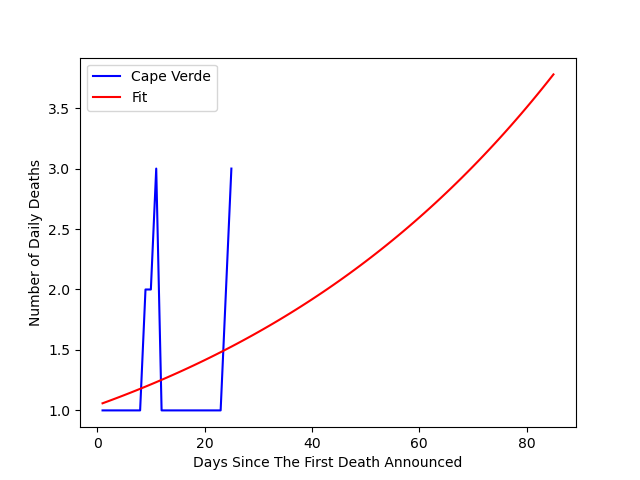 Cape Verde
Fit
3.5
3.0
2.5
2.0
1.5
1.0
Number of Daily Deaths
0 20 40 60 80
Days Since The First Death Announced